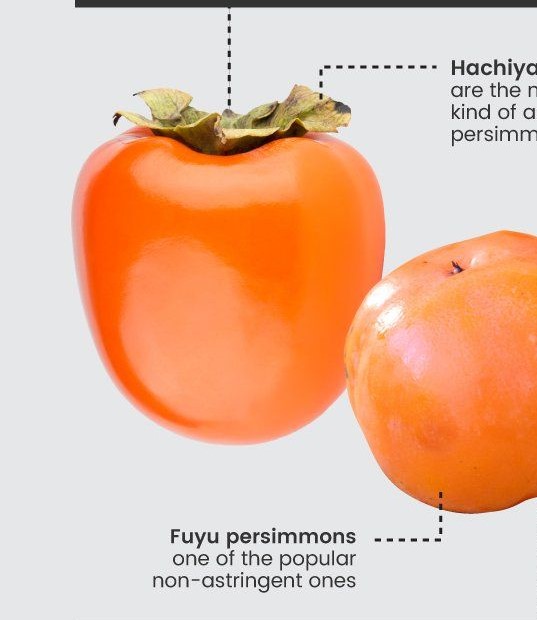 Hachiya
are the
kind of
persimm
Fuyu persimmons
one of the popular
non-astringent ones